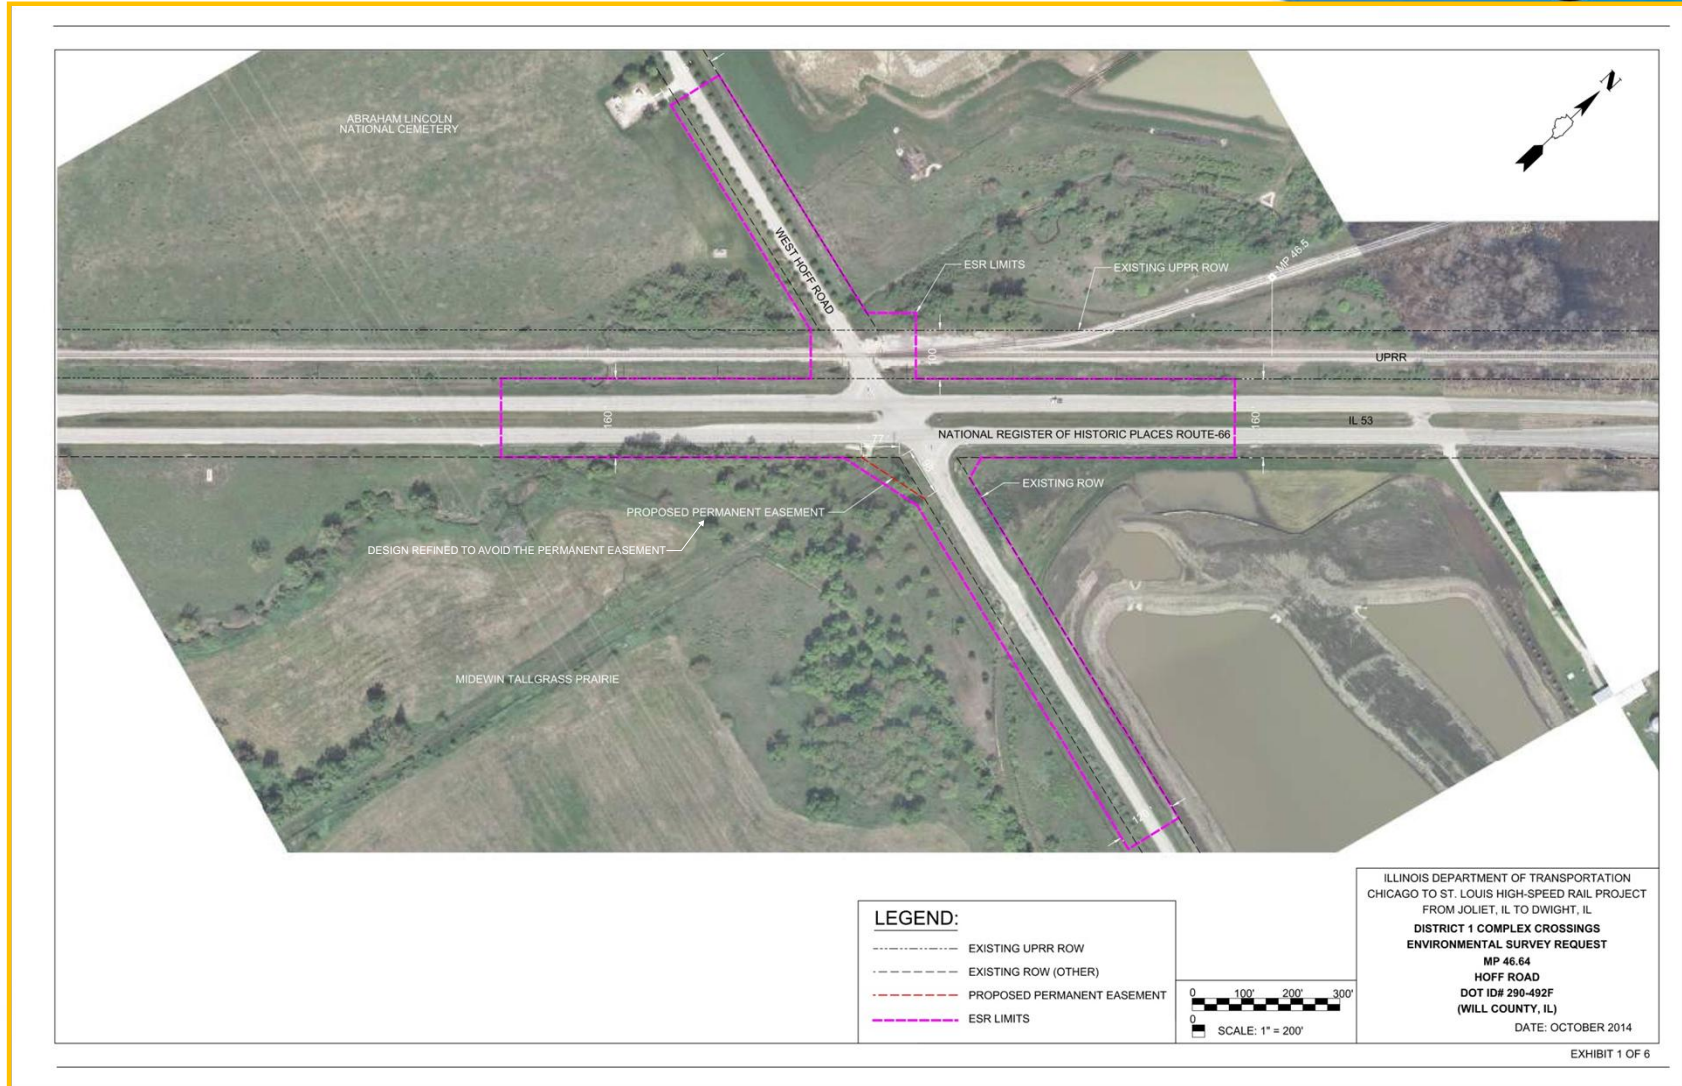 N
ABRAHAM LINCOLN
NATIONAL CEMETERY
WEST HOFF ROAD
ESR LIMITS
EXISTING UPPR ROW
MP 46.5
100'
UPRR
160'
160'
IL 53
NATIONAL REGISTER OF HISTORIC PLACES ROUTE-66
77'
EXISTING ROW
PROPOSED PERMANENT EASEMENT
DESIGN REFINED TO AVOID THE PERMANENT EASEMENT
MIDEWIN TALLGRASS PRAIRIE
120'
LEGEND:
EXISTING UPRR ROW
EXISTING ROW (OTHER)
PROPOSED PERMANENT EASEMENT
ESR LIMITS
0 100' 200' 300'
0
SCALE: 1" = 200'
ILLINOIS DEPARTMENT OF TRANSPORTATION
CHICAGO TO ST. LOUIS HIGH-SPEED RAIL PROJECT
FROM JOLIET, IL TO DWIGHT, IL
DISTRICT 1 COMPLEX CROSSINGS
ENVIRONMENTAL SURVEY REQUEST
MP 46.64
HOFF ROAD
DOT ID# 290-492F
(WILL COUNTY, IL)
DATE: OCTOBER 2014
EXHIBIT 1 OF 6